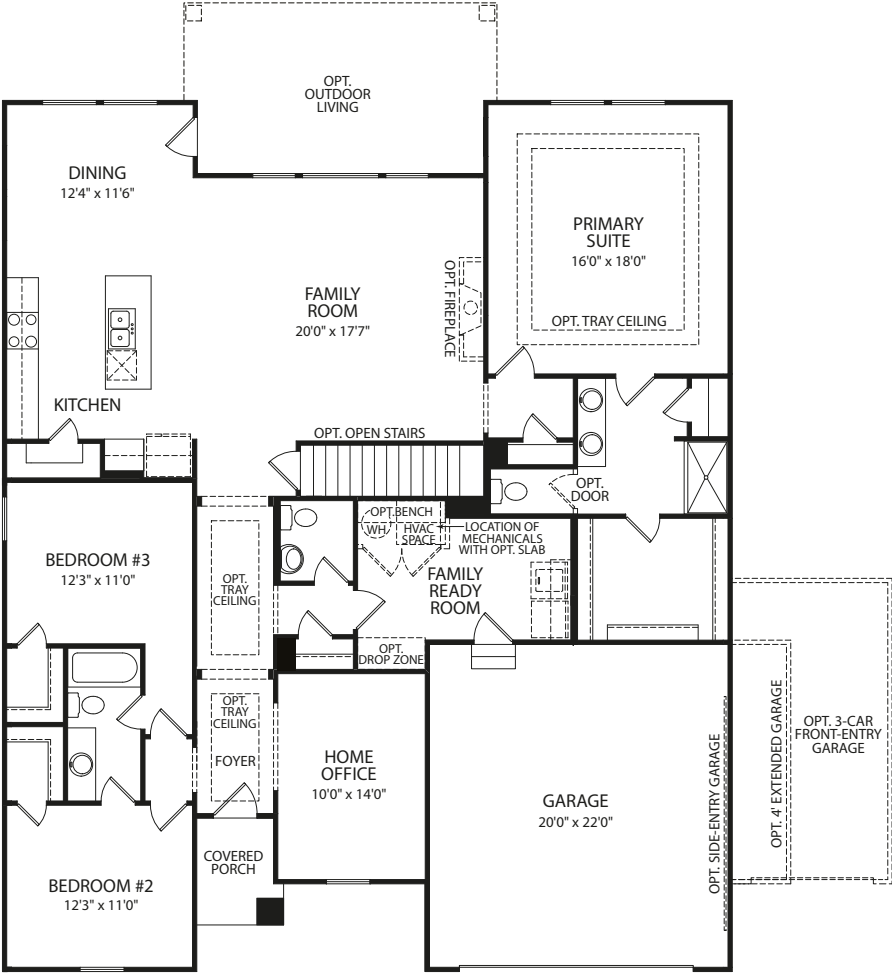 OPT.
OUTDOOR
LIVING
DINING
12'4" x 11'6"
PRIMARY
SUITE
16'0" x 18'0"
OPT. TRAY CEILING
FAMILY
ROOM
20'0" x 17'7"
OPT. FIREPLACE
KITCHEN
OPT. OPEN STAIRS
OPT.
DOOR
OPT.BENCH
WH
HVAC
SPACE
LOCATION OF
MECHANICALS
WITH OPT. SLAB
BEDROOM #3
12'3" x 11'0"
OPT.
TRAY
CEILING
FAMILY
READY
ROOM
OPT.
DROP ZONE
OPT.
TRAY
CEILING
FOYER
HOME
OFFICE
10'0" x 14'0"
GARAGE
20'0" x 22'0"
OPT. SIDE-ENTRY GARAGE
OPT. 4' EXTENDED GARAGE
OPT. 3-CAR
FRONT-ENTRY
GARAGE
COVERED
PORCH
BEDROOM #2
12'3" x 11'0"